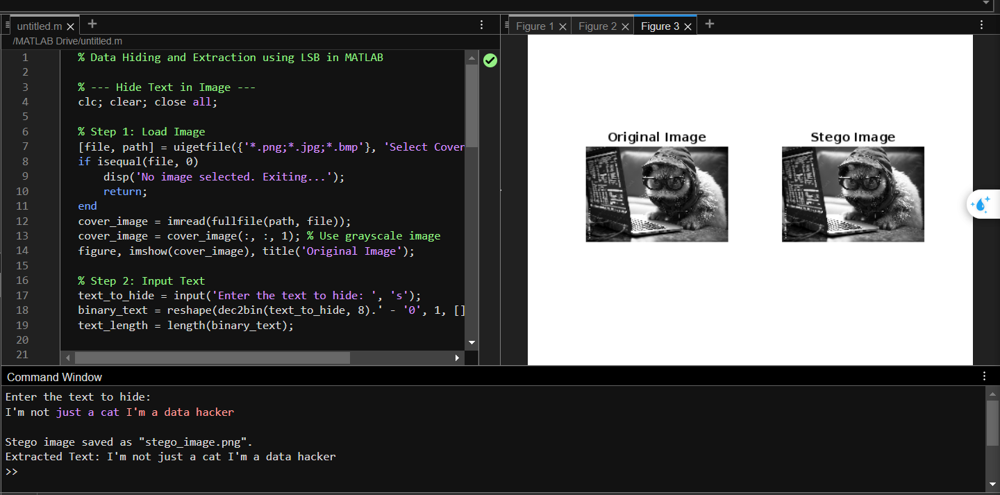 untitled.m
/MATLAB Drive/untitled.m
1 % Data Hiding and Extraction using LSB in MATLAB
2
3 % --- Hide Text in Image ---
4 clc; clear; close all;
5
6 % Step 1: Load Image
7 [file, path] = uigetfile({'*.png;*.jpg;*.bmp'}, 'Select Cover
8 if isequal(file, 0)
9 disp('No image selected. Exiting...');
10 return;
11 end
12 cover_image = imread(fullfile(path, file));
13 cover_image = cover_image(:, :, 1); % Use grayscale image
14 figure, imshow(cover_image), title('Original Image');
15
16 % Step 2: Input Text
17 text_to_hide = input('Enter the text to hide: ', 's');
18 binary_text = reshape(dec2bin(text_to_hide, 8).' - '0', 1, []
19 text_length = length(binary_text);
20
21
Figure 1
Figure 2
Figure 3
Original Image
Stego Image
Command Window
Enter the text to hide:
I'm not just a cat I'm a data hacker
Stego image saved as "stego_image.png".
Extracted Text: I'm not just a cat I'm a data hacker
>>